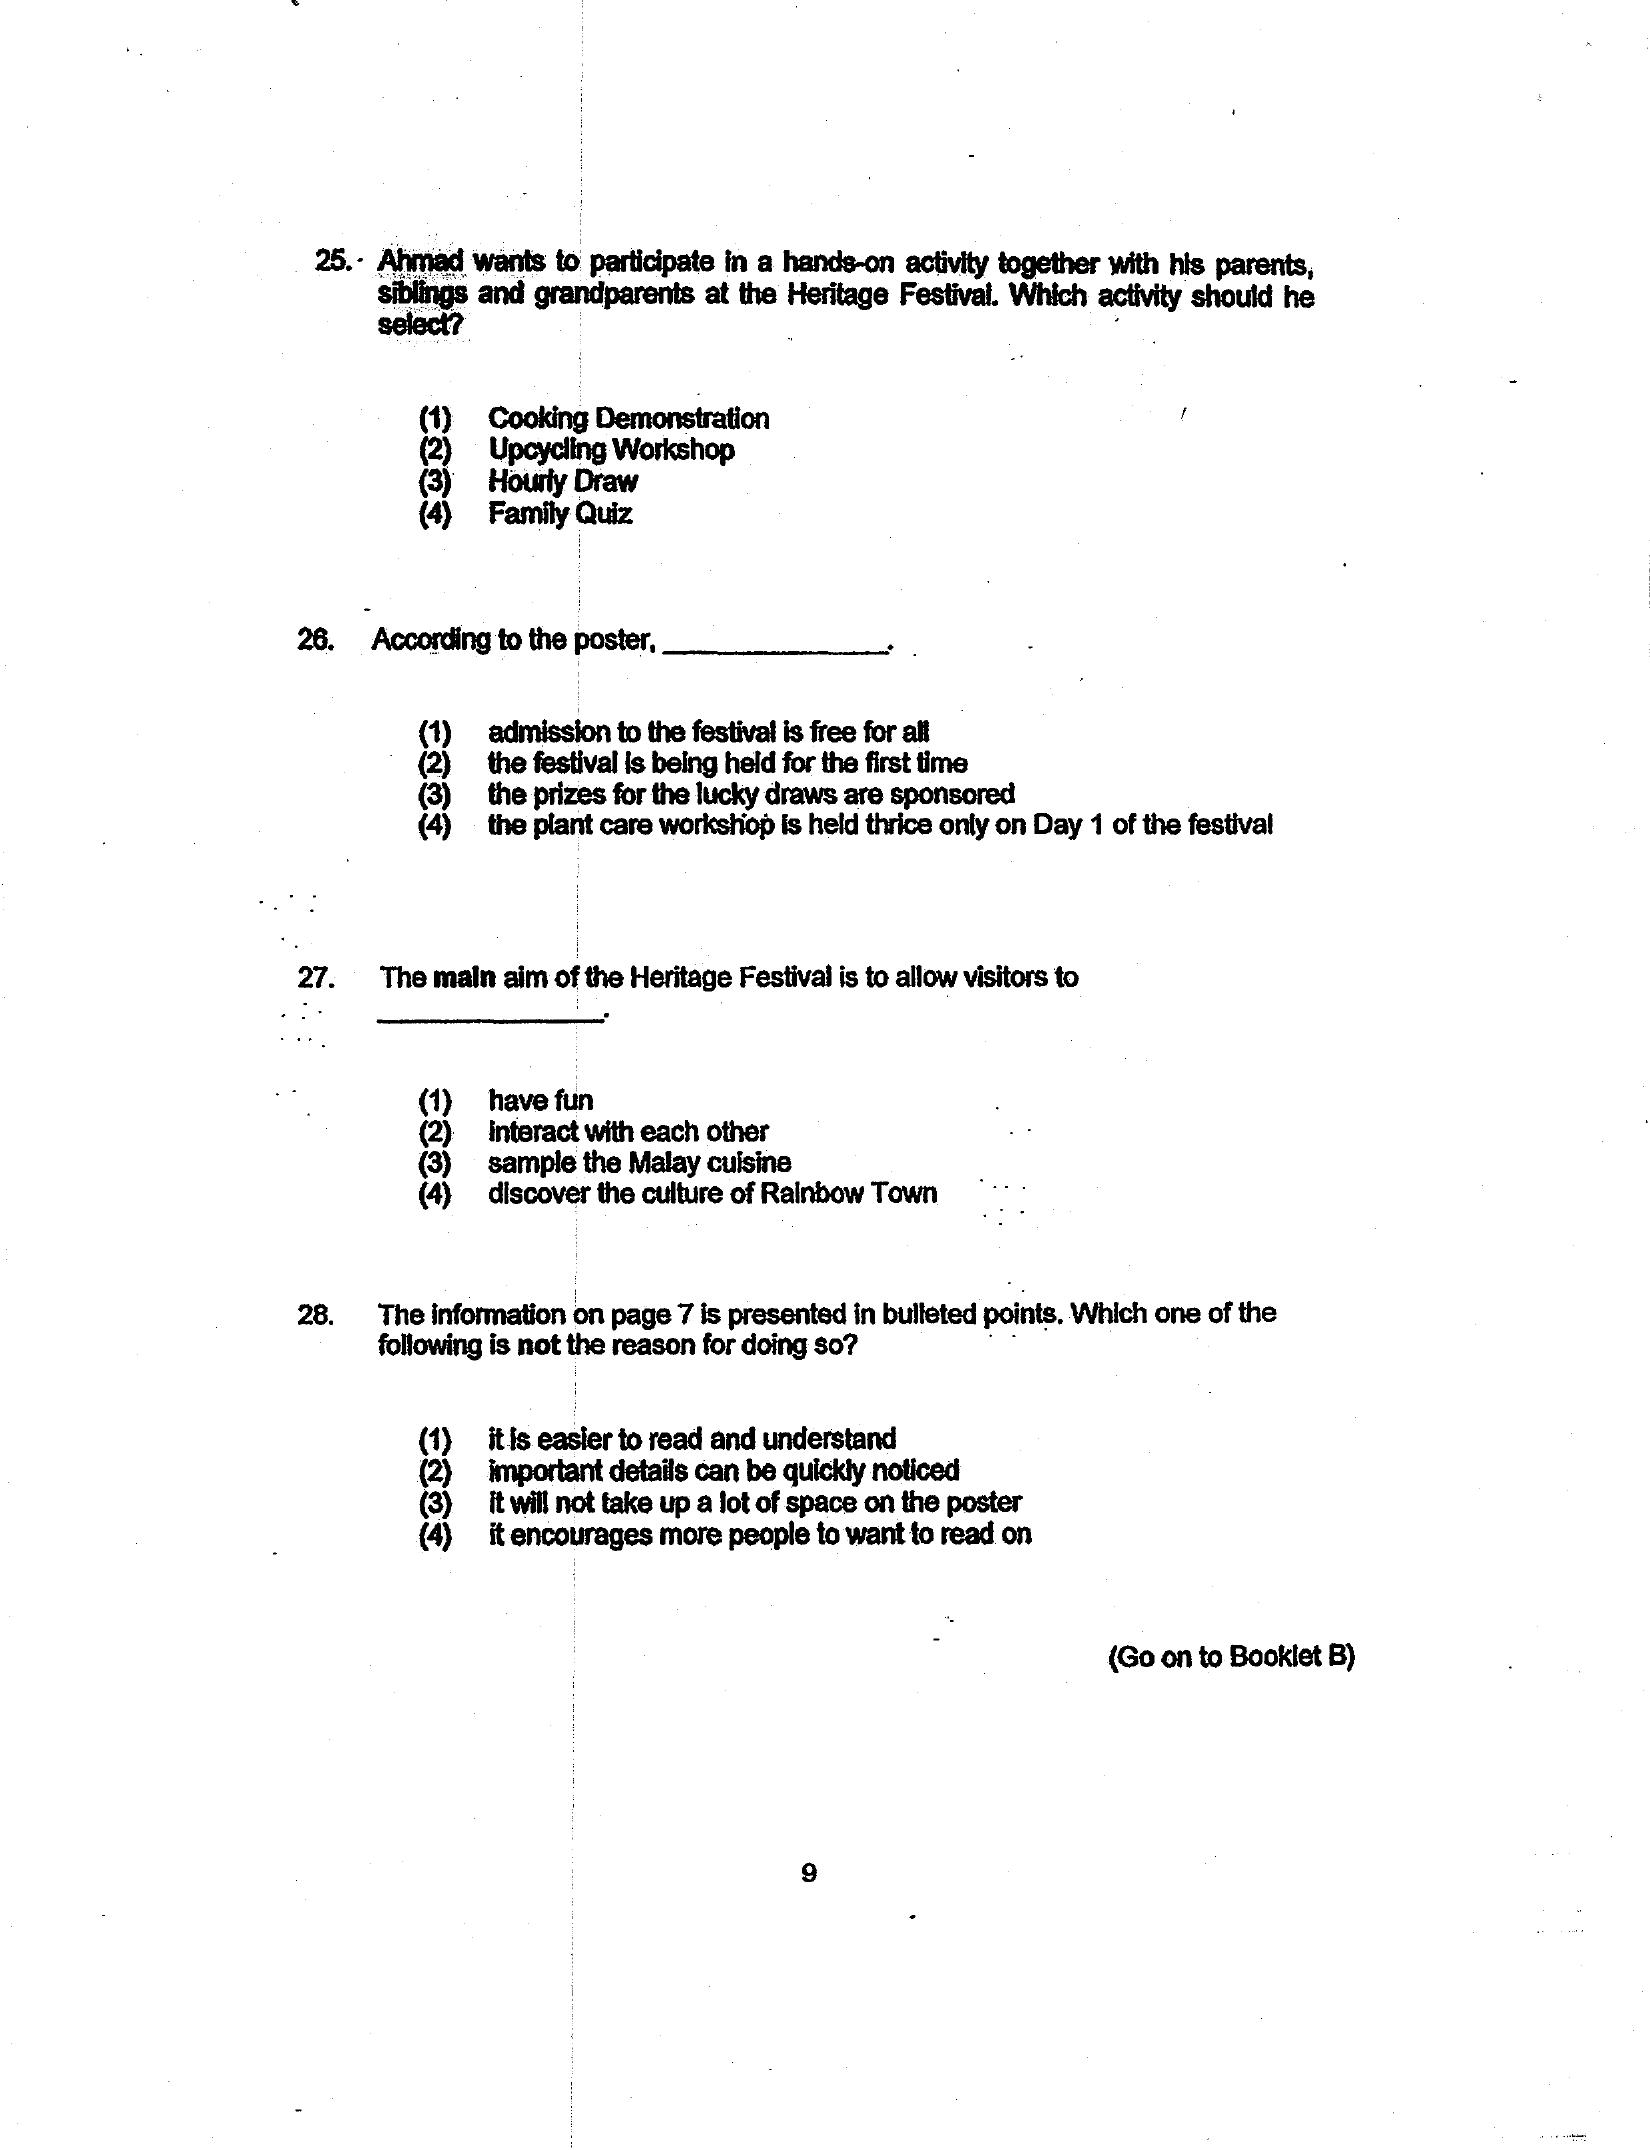 25. Ahmad wants to participate in a hands-on activity together with his parents,
siblings and grandparents at the Heritage Festival. Which activity should he
select?
(1) Cooking Demonstration
(2) Upcycling Workshop
(3) Hourly Draw
(4) Family Quiz
26. According to the poster, ________________.
(1) admission to the festival is free for all
(2) the festival is being held for the first time
(3) the prizes for the lucky draws are sponsored
(4) the plant care workshop is held thrice only on Day 1 of the festival
27. The main aim of the Heritage Festival is to allow visitors to
________________.
(1) have fun
(2) interact with each other
(3) sample the Malay cuisine
(4) discover the culture of Rainbow Town
28. The information on page 7 is presented in bulleted points. Which one of the
following is not the reason for doing so?
(1) it is easier to read and understand
(2) important details can be quickly noticed
(3) it will not take up a lot of space on the poster
(4) it encourages more people to want to read on
(Go on to Booklet B)
9